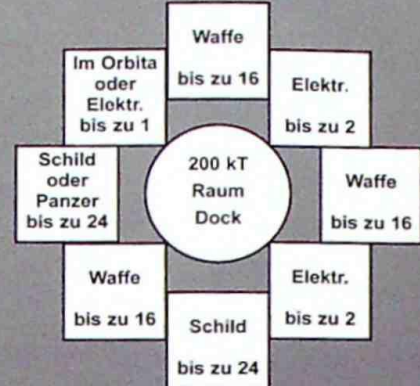 Waffe
bis zu 16
Im Orbita
oder
Elektr.
bis zu 1
Elektr.
bis zu 2
Schild
oder
Panzer
bis zu 24
200 kT
Raum
Dock
Waffe
bis zu 16
Waffe
bis zu 16
Elektr.
bis zu 2
Schild
bis zu 24